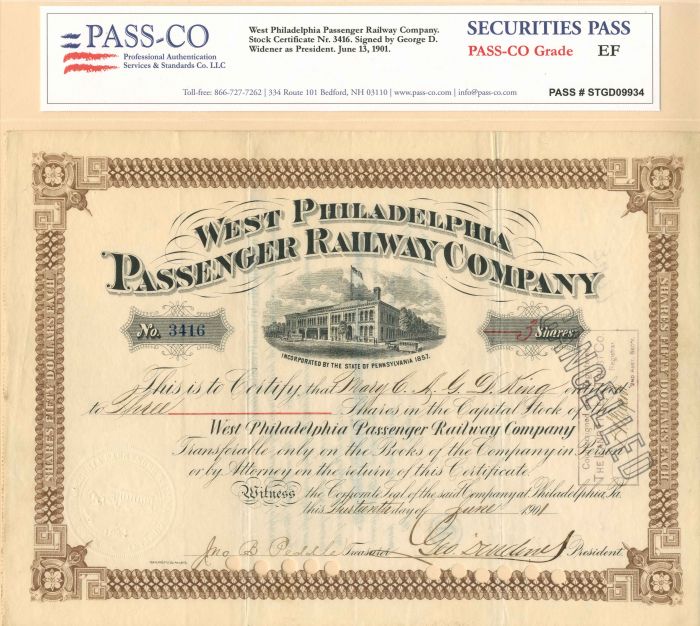 PASS-CO
Professional Authentication
Services & Standards Co. LLC
West Philadelphia Passenger Railway Company.
Stock Certificate Nr. 3416. Signed by George D.
Widener as President. June 13, 1901.
SECURITIES PASS
PASS-CO Grade EF
Toll-free: 866-727-7262 | 334 Route 101 Bedford, NH 03110 | www.pass-co.com | info@pass-co.com
PASS # STGD09934
WEST PHILADELPHIA
PASSENGER RAILWAY COMPANY
No. 3416
Shares
INCORPORATED BY THE STATE OF PENNSYLVANIA 1857.
This is to Certify that Mary C. A. G. D. King
to Three Shares in the Capital Stock of
West Philadelphia Passenger Railway Company
Transferable only on the Books of the Company in Person
or by Attorney on the return of this Certificate.
Witness the Corporate Seal of the said Company at Philadelphia, Pa.
this day of June 1901
Jno B Peddle Treasurer Geo. D. Widener President
SHARES FIFTY DOLLARS EACH
SHARES FIFTY DOLLARS EACH
CANCELLED